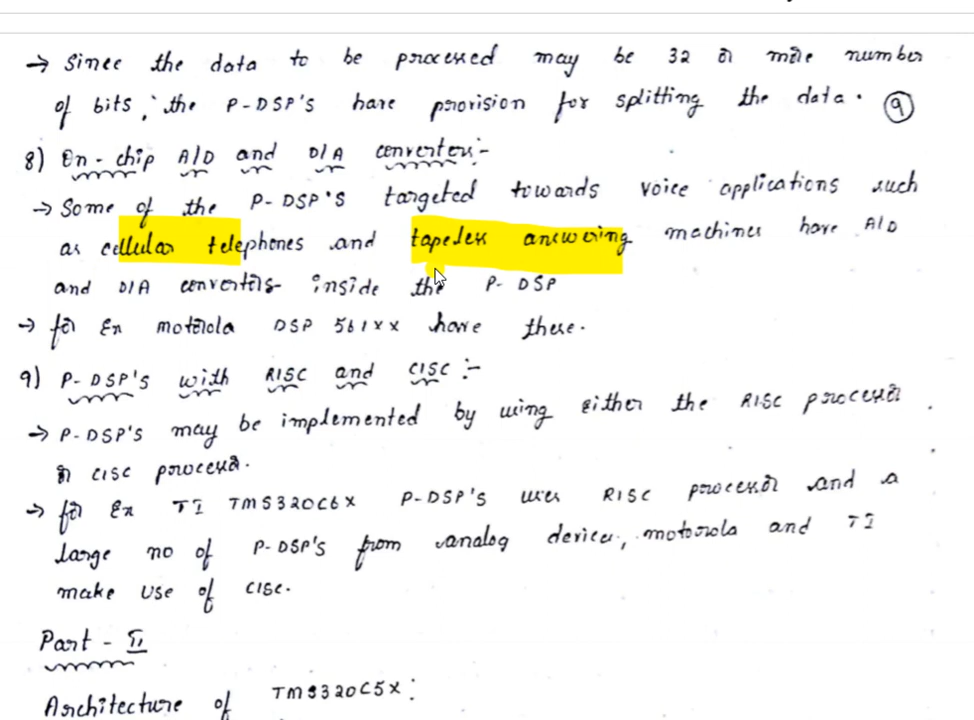 → Since the data to be processed may be 32 or more number
of bits, the P-DSP's have provision for splitting the data. 9
8) On-chip A/D and D/A converters:-
→ Some of the P-DSP's targeted towards voice applications such
as cellular telephones and tapeless answering machines have A/D
and D/A converters inside the P-DSP
→ for Ex motorola DSP 561xx have these.
9) P-DSP's with RISC and CISC :-
→ P-DSP's may be implemented by using either the RISC processor
or CISC processor.
→ for Ex TI TMS320C6X P-DSP's uses RISC processor and a
large no of P-DSP's from analog devices, motorola and TI
make use of CISC.
Part - II
Architecture of TMS320C5X: